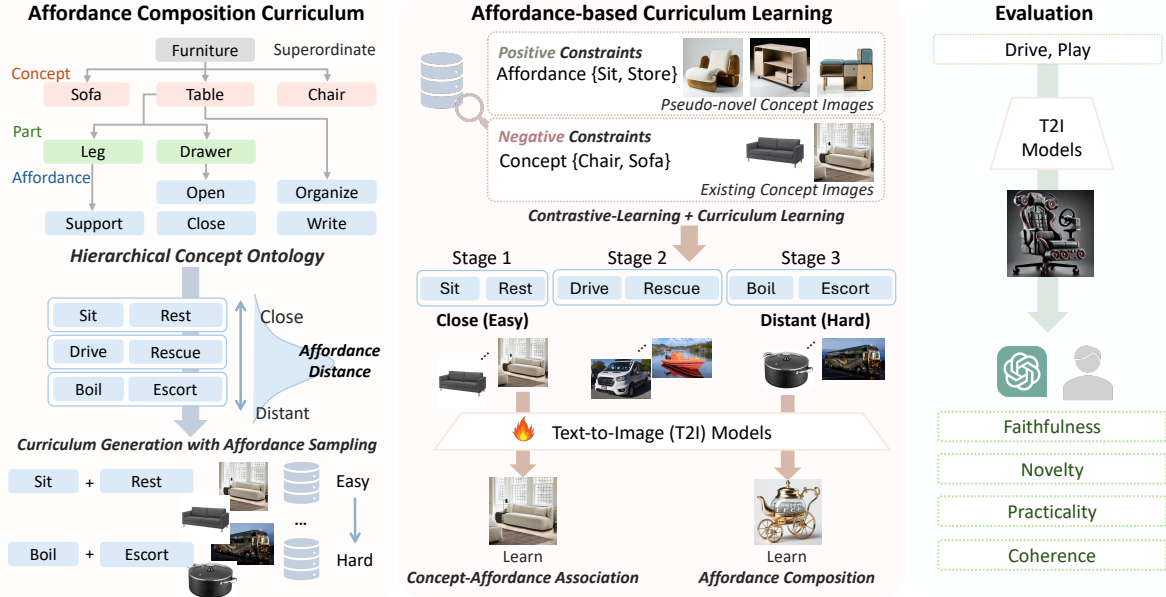 Affordance Composition Curriculum
Furniture
Superordinate
Concept
Sofa
Table
Chair
Part
Leg
Drawer
Affordance
Open
Organize
Support
Close
Write
Hierarchical Concept Ontology
Sit
Rest
Close
Drive
Rescue
Affordance
Distance
Boil
Escort
Distant
Curriculum Generation with Affordance Sampling
Sit + Rest
Easy
...
Boil + Escort
Hard
Affordance-based Curriculum Learning
Positive Constraints
Affordance {Sit, Store}
Pseudo-novel Concept Images
Negative Constraints
Concept {Chair, Sofa}
Existing Concept Images
Contrastive-Learning + Curriculum Learning
Stage 1
Stage 2
Stage 3
Sit
Rest
Drive
Rescue
Boil
Escort
Close (Easy)
Distant (Hard)
Text-to-Image (T2I) Models
Learn
Concept-Affordance Association
Learn
Affordance Composition
Evaluation
Drive, Play
T2I
Models
Faithfulness
Novelty
Practicality
Coherence